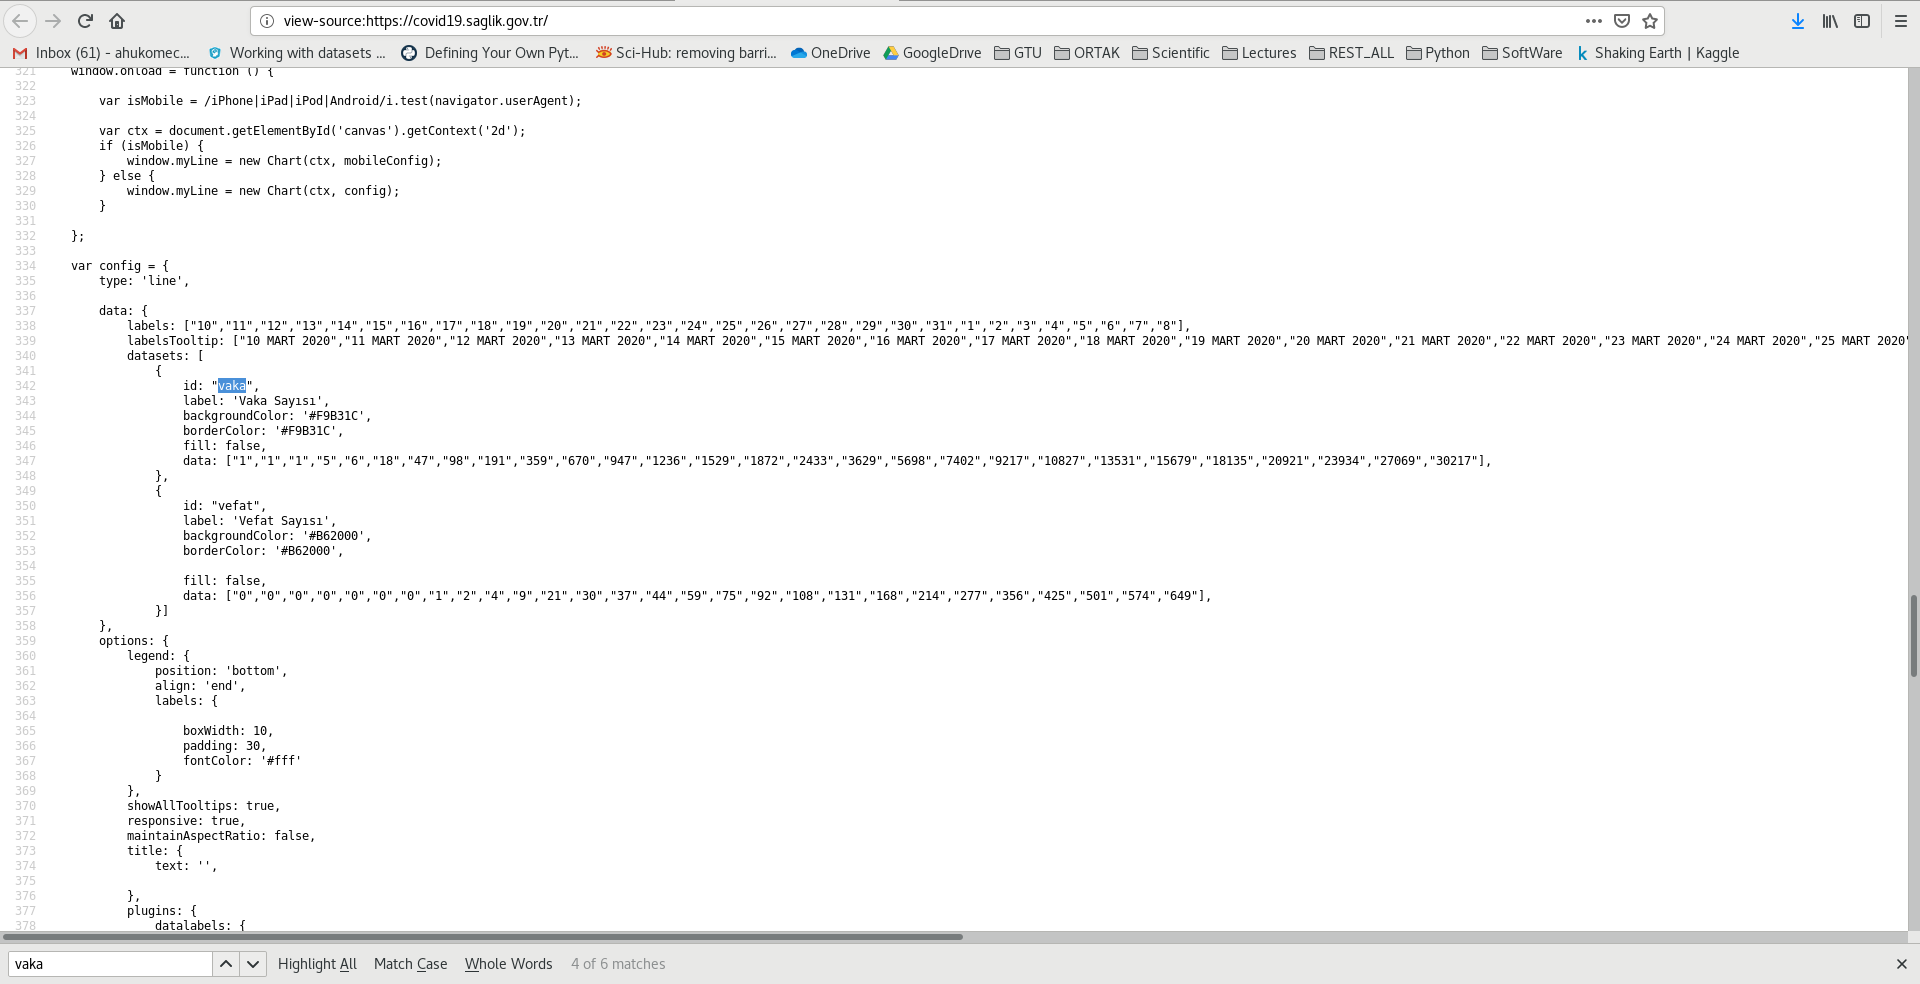 view-source:https://covid19.saglik.gov.tr/
Inbox (61) - ahukomec... Working with datasets ... Defining Your Own Pyt... Sci-Hub: removing barri... OneDrive GoogleDrive GTU ORTAK Scientific Lectures REST_ALL Python SoftWare Shaking Earth | Kaggle
321 window.onload = function () {
322
323 var isMobile = /iPhone|iPad|iPod|Android/i.test(navigator.userAgent);
324
325 var ctx = document.getElementById('canvas').getContext('2d');
326 if (isMobile) {
327 window.myLine = new Chart(ctx, mobileConfig);
328 } else {
329 window.myLine = new Chart(ctx, config);
330 }
331
332 };
333
334 var config = {
335 type: 'line',
336
337 data: {
338 labels: ["10","11","12","13","14","15","16","17","18","19","20","21","22","23","24","25","26","27","28","29","30","31","1","2","3","4","5","6","7","8"],
339 labelsTooltip: ["10 MART 2020","11 MART 2020","12 MART 2020","13 MART 2020","14 MART 2020","15 MART 2020","16 MART 2020","17 MART 2020","18 MART 2020","19 MART 2020","20 MART 2020","21 MART 2020","22 MART 2020","23 MART 2020","24 MART 2020","25 MART 2020"
340 datasets: [
341 {
342 id: "vaka",
343 label: 'Vaka Sayısı',
344 backgroundColor: '#F9B31C',
345 borderColor: '#F9B31C',
346 fill: false,
347 data: ["1","1","1","5","6","18","47","98","191","359","670","947","1236","1529","1872","2433","3629","5698","7402","9217","10827","13531","15679","18135","20921","23934","27069","30217"],
348 },
349 {
350 id: "vefat",
351 label: 'Vefat Sayısı',
352 backgroundColor: '#B62000',
353 borderColor: '#B62000',
354
355 fill: false,
356 data: ["0","0","0","0","0","0","0","1","2","4","9","21","30","37","44","59","75","92","108","131","168","214","277","356","425","501","574","649"],
357 }]
358 },
359 options: {
360 legend: {
361 position: 'bottom',
362 align: 'end',
363 labels: {
364
365 boxWidth: 10,
366 padding: 30,
367 fontColor: '#fff'
368 }
369 },
370 showAllTooltips: true,
371 responsive: true,
372 maintainAspectRatio: false,
373 title: {
374 text: '',
375
376 },
377 plugins: {
378 datalabels: {
vaka Highlight All Match Case Whole Words 4 of 6 matches